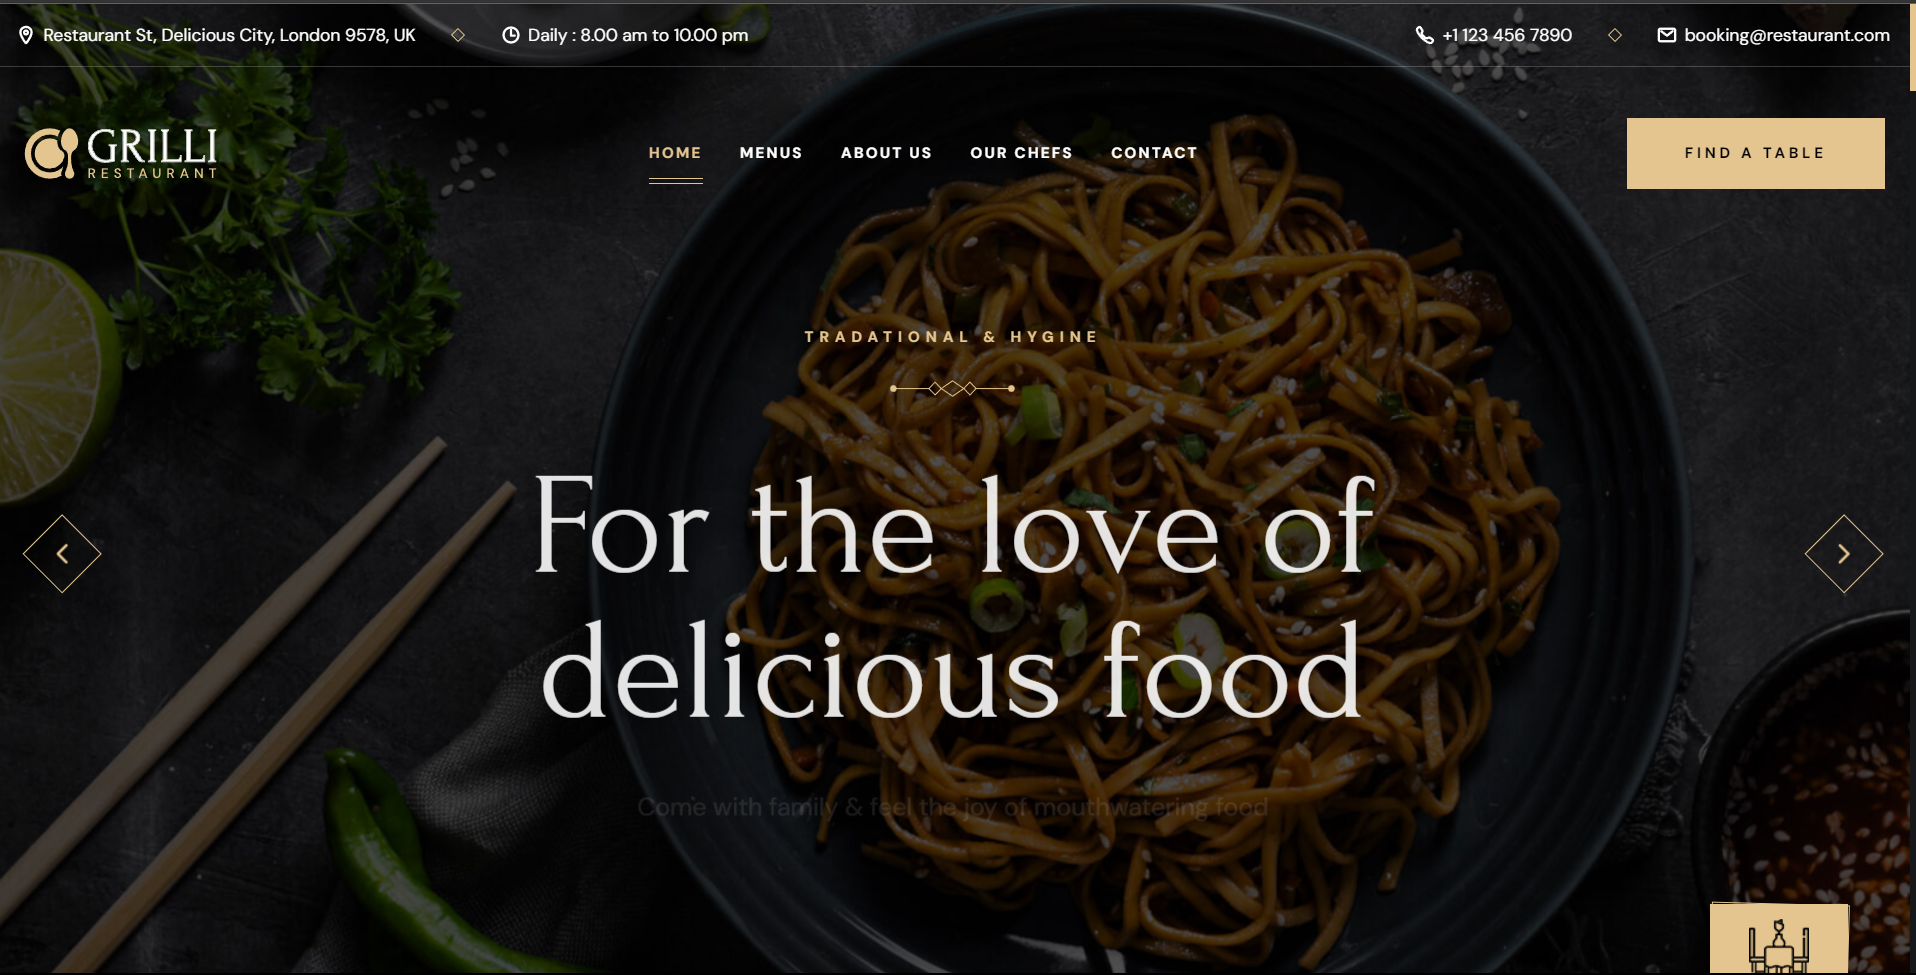 Restaurant St, Delicious City, London 9578, UK
Daily : 8.00 am to 10.00 pm
+1 123 456 7890
booking@restaurant.com
GRILLI
RESTAURANT
HOME
MENUS
ABOUT US
OUR CHEFS
CONTACT
FIND A TABLE
TRADATIONAL & HYGINE
For the love of
delicious food
Come with family & feel the joy of mouthwatering food